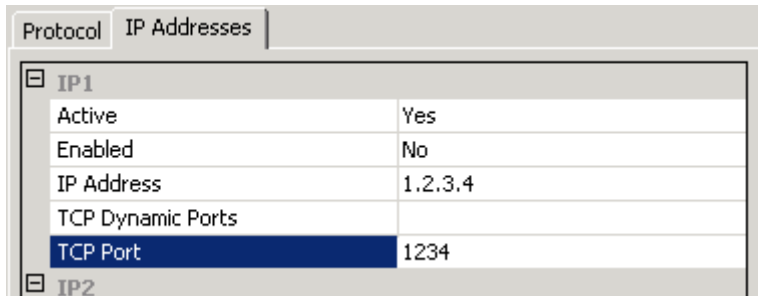 Protocol IP Addresses
IP1
Active Yes
Enabled No
IP Address 1.2.3.4
TCP Dynamic Ports
TCP Port 1234
IP2